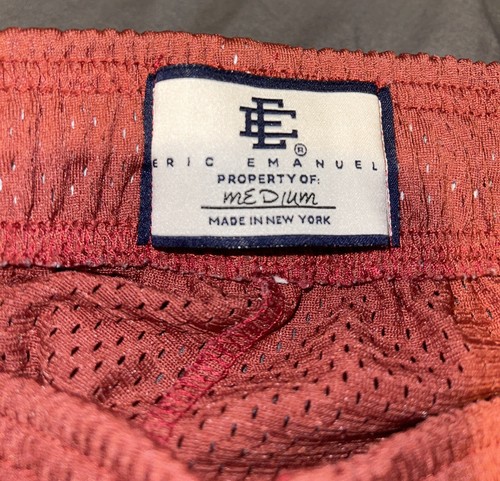 EE
®
ERIC EMANUEL
PROPERTY OF:
MEDIUM
MADE IN NEW YORK